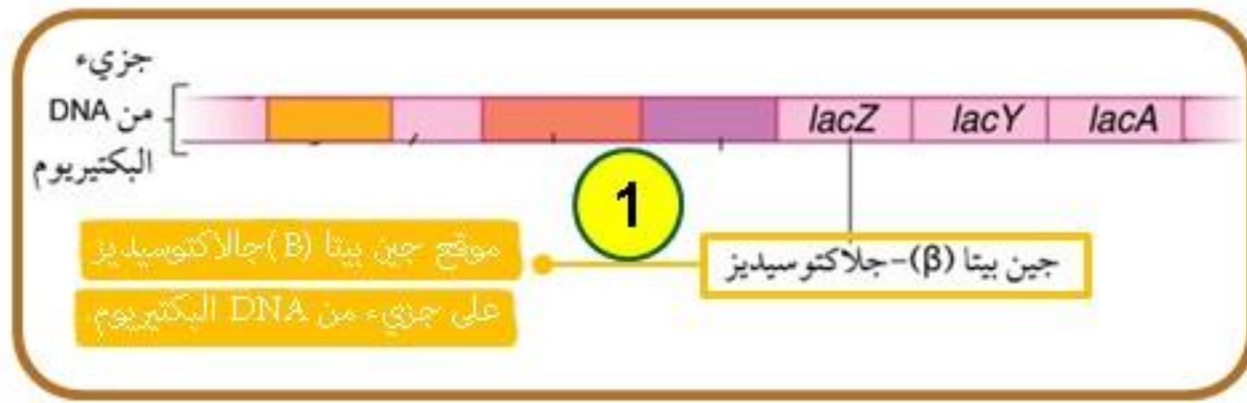 جزيء
من DNA
البكتيريوم
lacZ lacY lacA
1
موقع جين بيتا (B)جالاكتوسيديز
على جزيء من DNA البكتيريوم.
جين بيتا (β)-جلاكتوسيديز